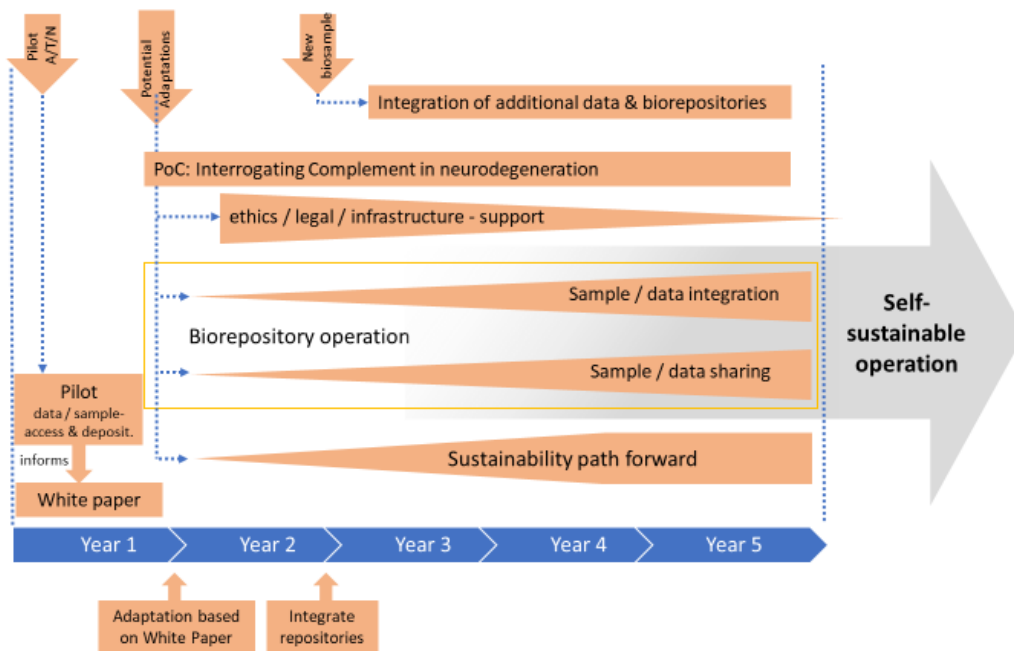 Pilot
A/T/N
Potential
Adaptations
New
biosample
Integration of additional data & biorepositories
PoC: Interrogating Complement in neurodegeneration
ethics / legal / infrastructure - support
Sample / data integration
Biorepository operation
Sample / data sharing
Self-
sustainable
operation
Pilot
data / sample-
access & deposit.
informs
White paper
Sustainability path forward
Year 1
Year 2
Year 3
Year 4
Year 5
Adaptation based
on White Paper
Integrate
repositories